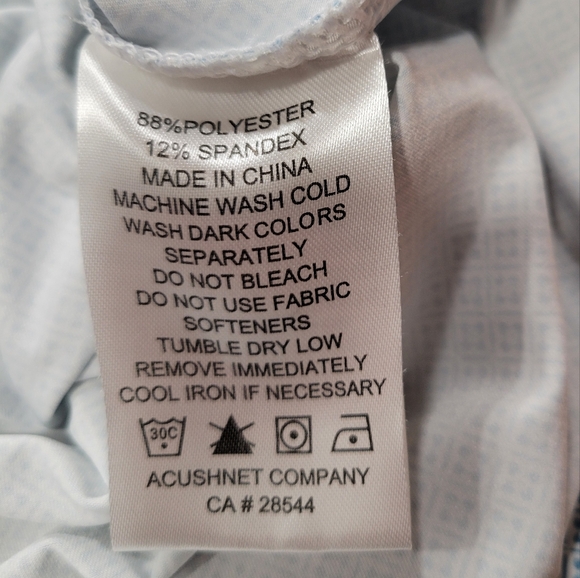 88%POLYESTER
12% SPANDEX
MADE IN CHINA
MACHINE WASH COLD
WASH DARK COLORS
SEPARATELY
DO NOT BLEACH
DO NOT USE FABRIC
SOFTENERS
TUMBLE DRY LOW
REMOVE IMMEDIATELY
COOL IRON IF NECESSARY
30C
ACUSHNET COMPANY
CA # 28544